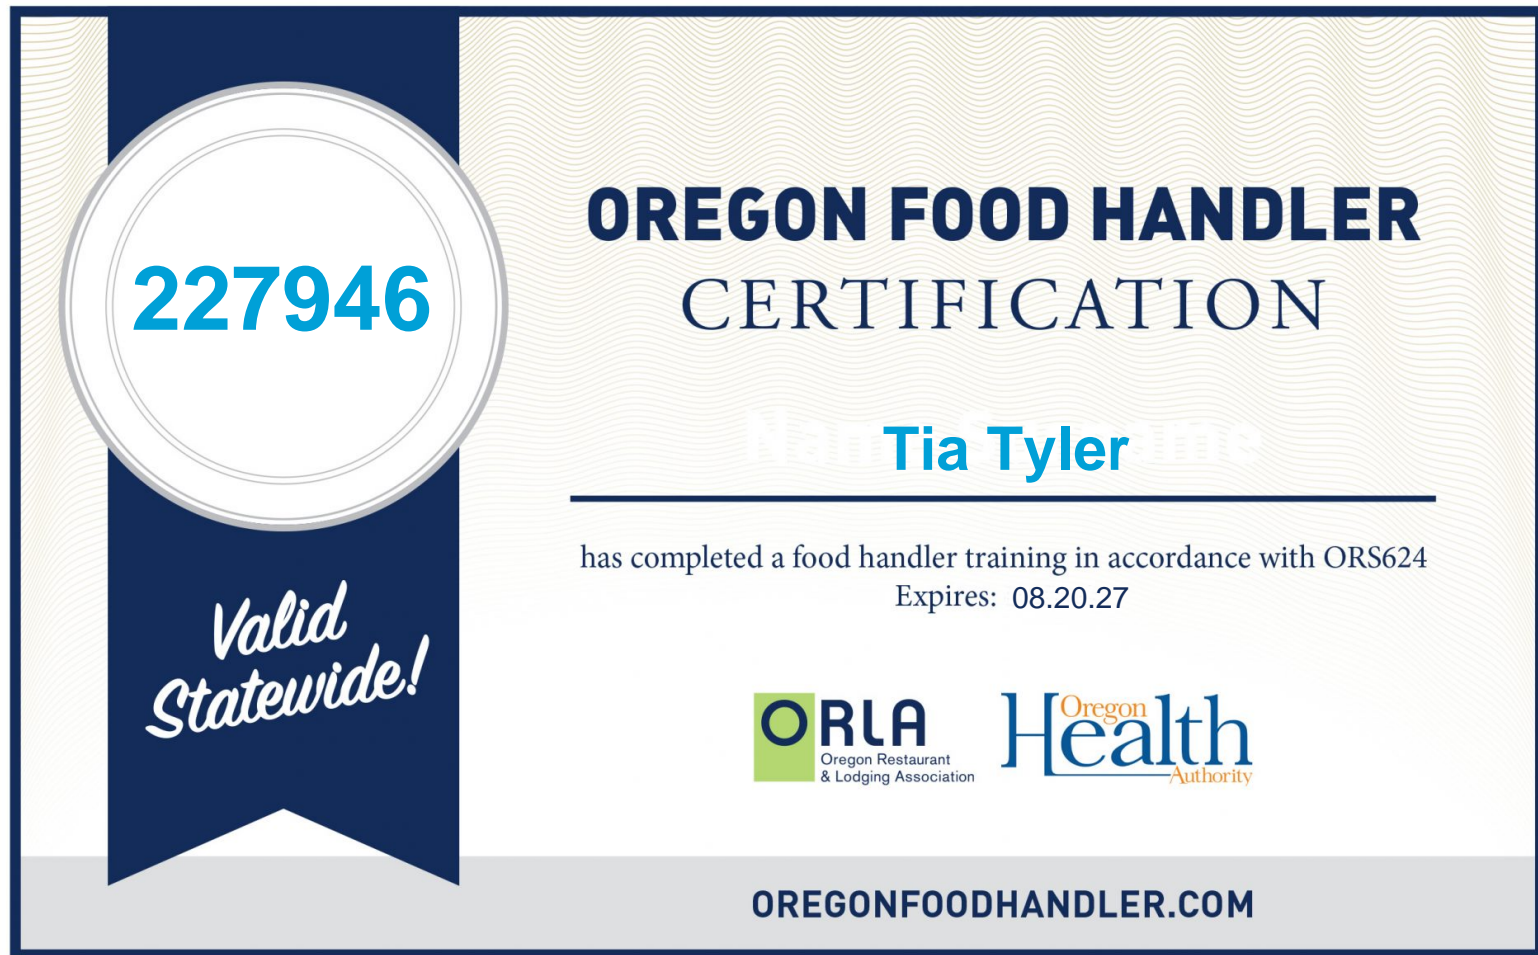 227946
Valid
Statewide!
OREGON FOOD HANDLER
CERTIFICATION
Tia Tyler
has completed a food handler training in accordance with ORS624
Expires: 08.20.27
ORLA
Oregon Restaurant
& Lodging Association
Oregon
Health
Authority
OREGONFOODHANDLER.COM